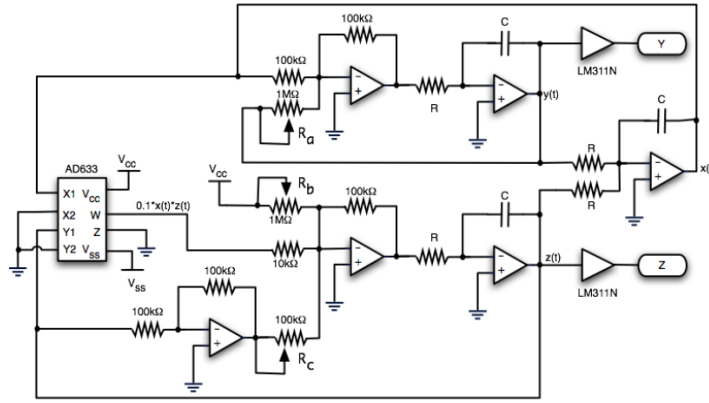 100kΩ
C
Y
100kΩ
LM311N
1MΩ
R
y(t)
C
Ra
R
AD633
Vcc
Vcc
Rb
x(
X1 Vcc
0.1*x(t)*z(t)
100kΩ
C
R
X2 W
1MΩ
R
Y1 Z
Y2 Vss
10kΩ
z(t)
Z
100kΩ
LM311N
Vss
100kΩ
100kΩ
Rc